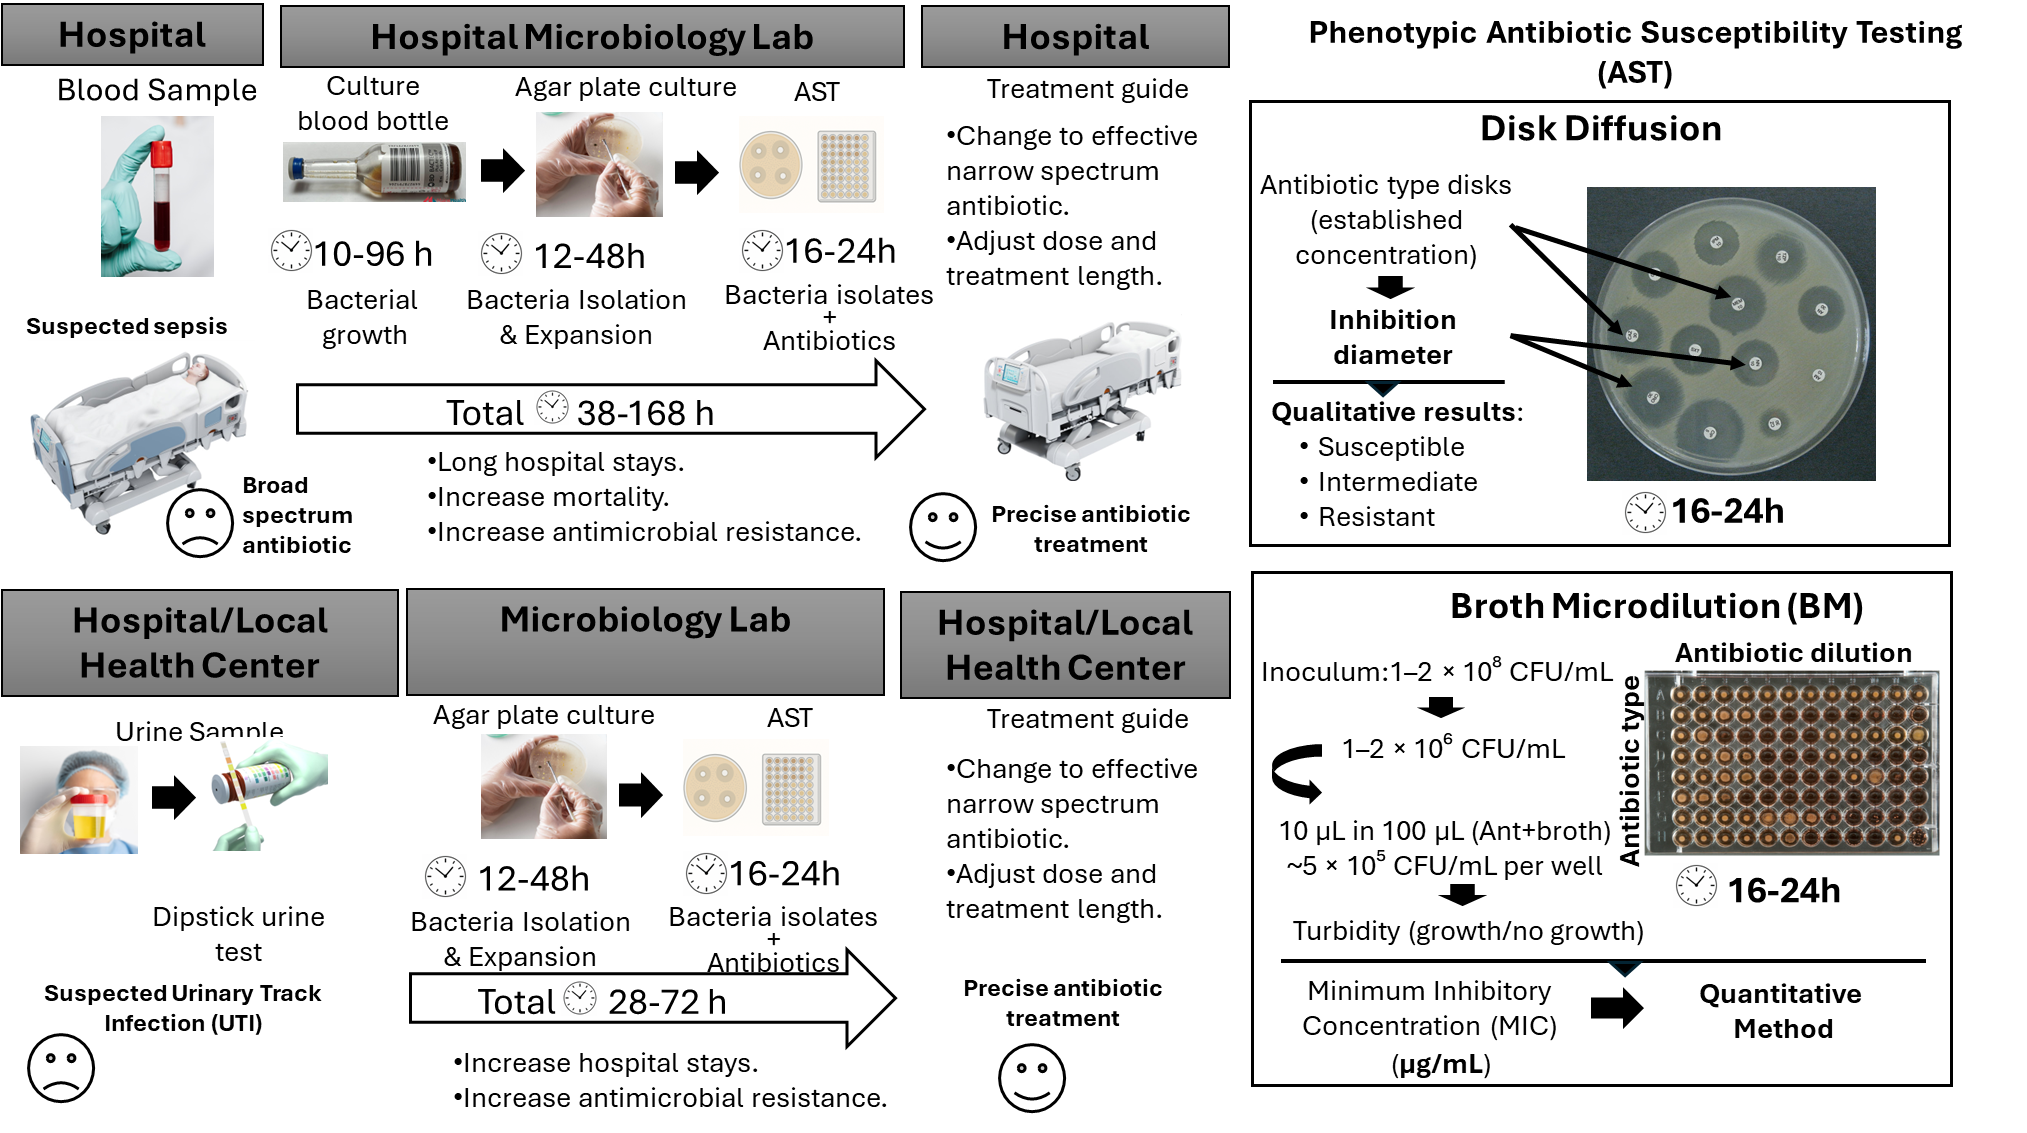 Hospital
Blood Sample
Suspected sepsis
Broad
spectrum
antibiotic
Hospital Microbiology Lab
Culture
blood bottle
Agar plate culture
AST
10-96 h
12-48h
16-24h
Bacterial
growth
Bacteria Isolation
& Expansion
Bacteria isolates
+
Antibiotics
Total 38-168 h
•Long hospital stays.
•Increase mortality.
•Increase antimicrobial resistance.
Hospital
Treatment guide
•Change to effective
narrow spectrum
antibiotic.
•Adjust dose and
treatment length.
Precise antibiotic
treatment
Hospital/Local
Health Center
Urine Sample
Dipstick urine
test
Suspected Urinary Track
Infection (UTI)
Microbiology Lab
Agar plate culture
AST
12-48h
16-24h
Bacteria Isolation
& Expansion
Bacteria isolates
+
Antibiotics
Total 28-72 h
•Increase hospital stays.
•Increase antimicrobial resistance.
Hospital/Local
Health Center
Treatment guide
•Change to effective
narrow spectrum
antibiotic.
•Adjust dose and
treatment length.
Precise antibiotic
treatment
Phenotypic Antibiotic Susceptibility Testing
(AST)
Disk Diffusion
Antibiotic type disks
(established
concentration)
Inhibition
diameter
Qualitative results:
• Susceptible
• Intermediate
• Resistant
16-24h
Broth Microdilution (BM)
Inoculum:1–2 × 10⁸ CFU/mL
1–2 × 10⁶ CFU/mL
10 µL in 100 µL (Ant+broth)
~5 × 10⁵ CFU/mL per well
Turbidity (growth/no growth)
Antibiotic dilution
Antibiotic type
16-24h
Minimum Inhibitory
Concentration (MIC)
(µg/mL)
Quantitative
Method